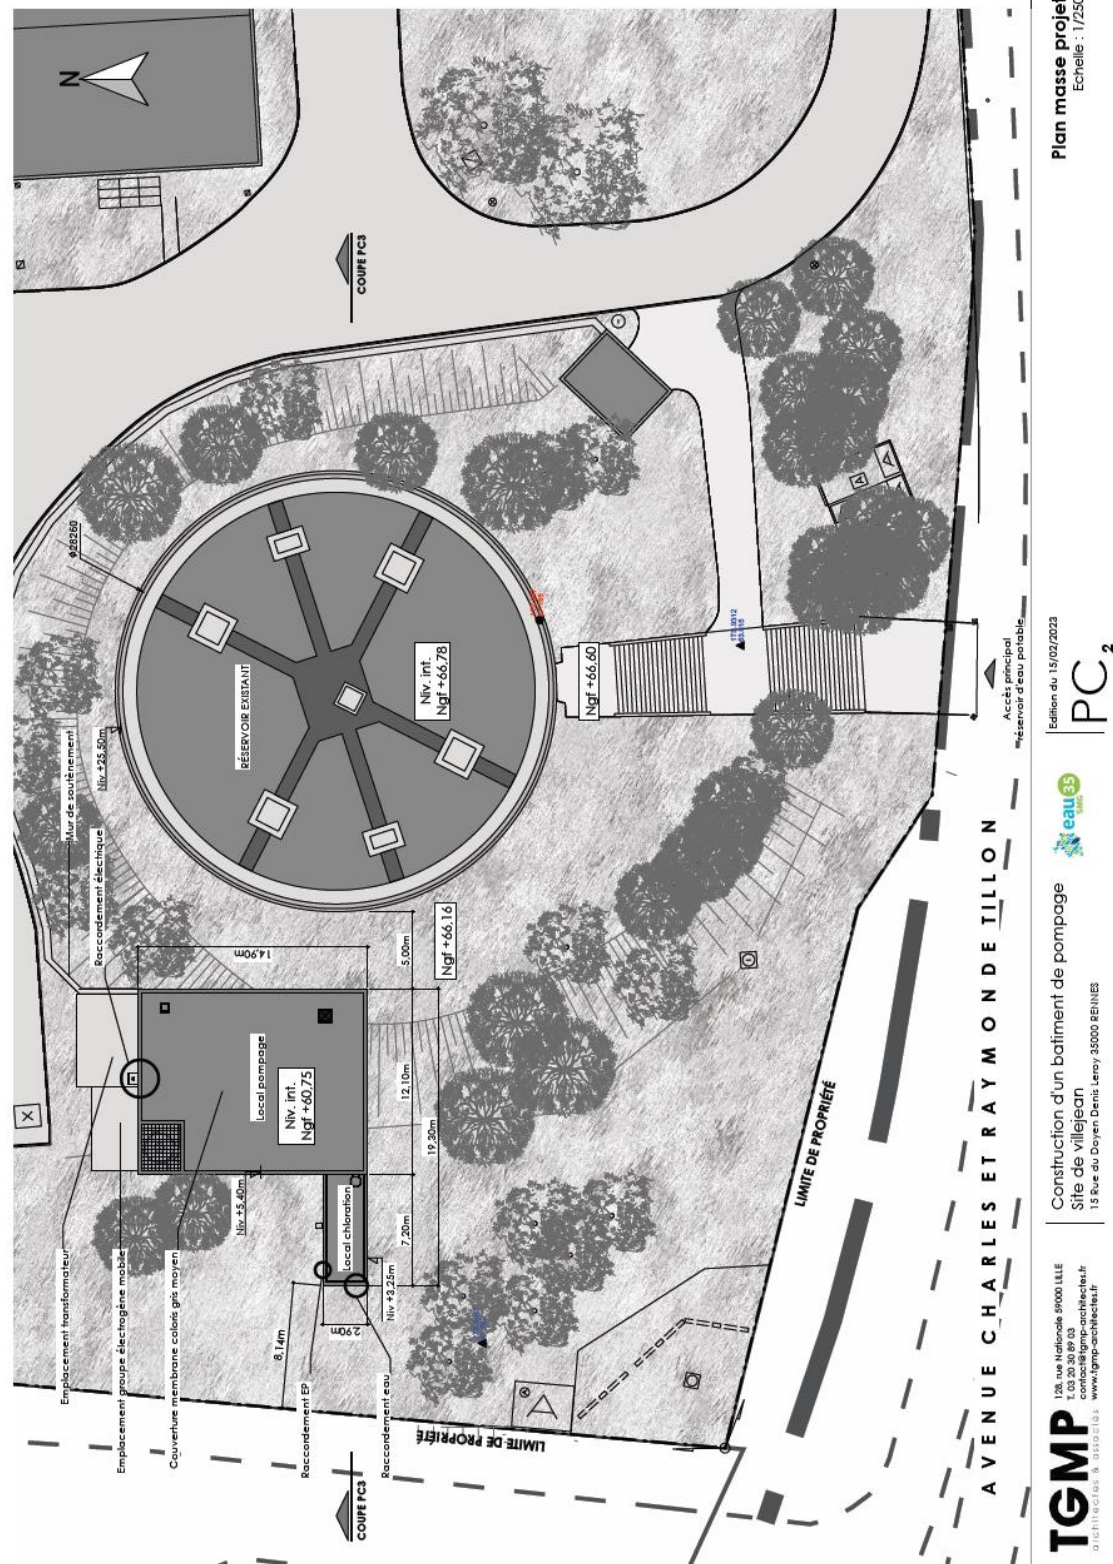 N
COUPE PC3
Ø28260
Mur de soutènement
Niv +25,50m
Raccordement électrique
RÉSERVOIR EXISTANT
Niv. int.
Ngf +66,78
Ngf +66,60
Ngf +66,16
14,90m
5,00m
12,10m
19,30m
7,20m
2,90m
8,14m
Local pompage
Niv. int.
Ngf +60,75
Niv +5,40m
Local chloration
Niv +3,25m
Emplacement transformateur
Emplacement groupe électrogène mobile
Couverture membrane coloris gris moyen
Raccordement EP
Raccordement eau
COUPE PC3
LIMITE DE PROPRIÉTÉ
LIMITE DE PROPRIÉTÉ
Accès principal
réservoir d'eau potable
AVENUE CHARLES ET RAYMONDE TILLON
TGMP
architectes & associés
128, rue Nationale 59000 LILLE
T. 03 20 30 89 03
contact@tgmp-architectes.fr
www.tgmp-architectes.fr
Construction d'un batiment de pompage
Site de villejean
15 Rue du Doyen Denis Leroy 35000 RENNES
eau 35
SMG
Edition du 15/02/2023
PC2
Plan masse projet
Echelle : 1/250